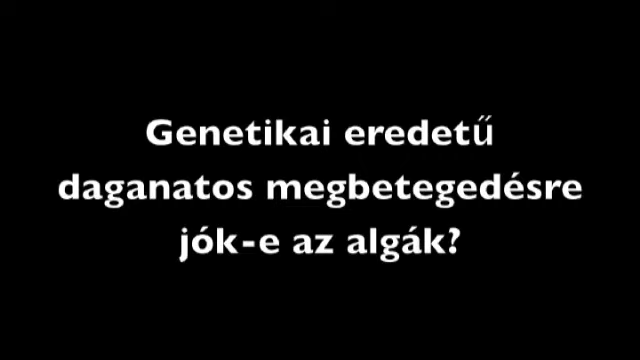 Genetikai eredetű
daganatos megbetegedésre
jók-e az algák?